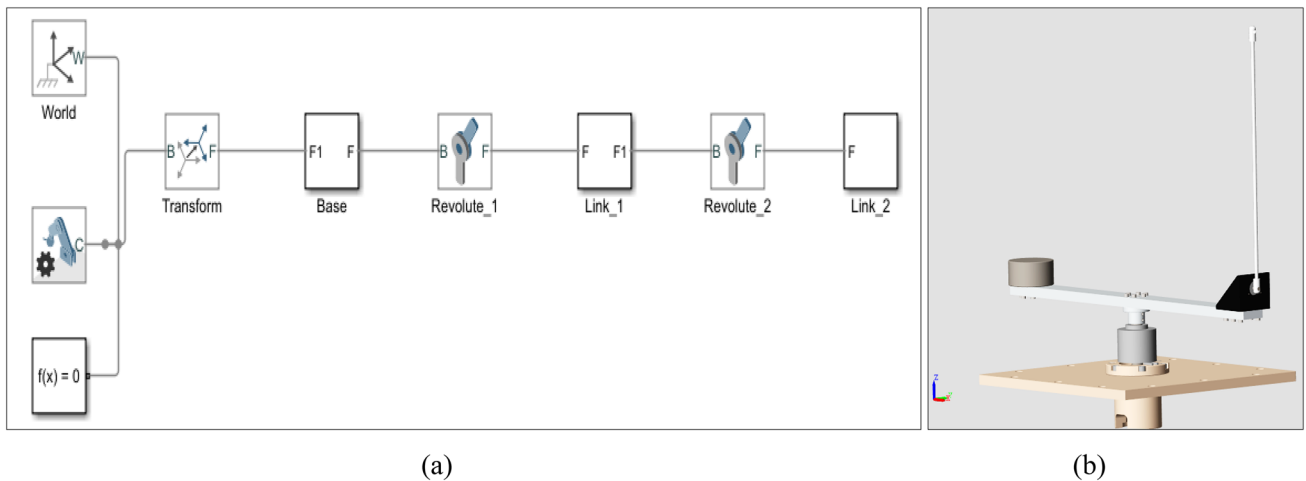 W
World
B F
F1 F
B F
F F1
B F
F
Transform
Base
Revolute_1
Link_1
Revolute_2
Link_2
C
f(x) = 0
Z
(a)
(b)